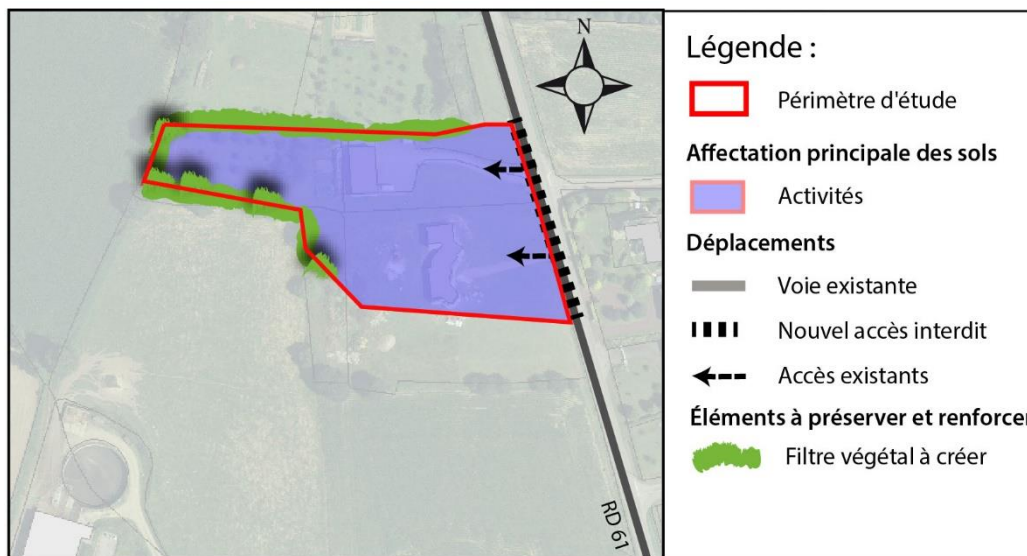 N
RD 61
Légende :
Périmètre d'étude
Affectation principale des sols
Activités
Déplacements
Voie existante
Nouvel accès interdit
Accès existants
Éléments à préserver et renforcer
Filtre végétal à créer